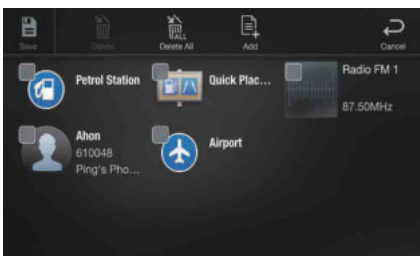 Save
Delete
ALL
Delete All
Add
Cancel
Petrol Station
Quick Plac...
Radio FM 1
87.50MHz
Ahon
610048
Ping's Pho...
Airport